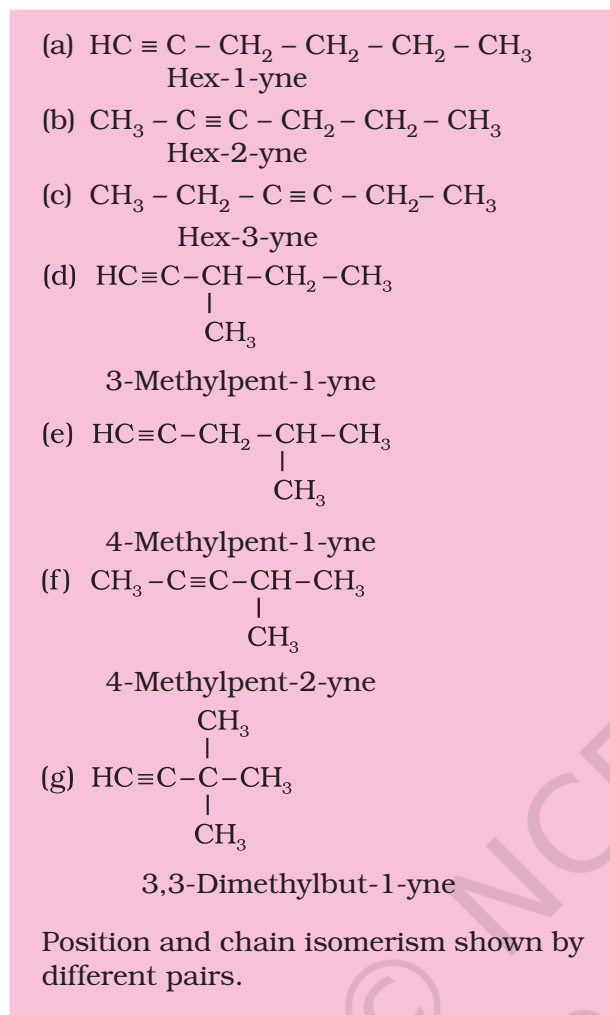 (a) HC ≡ C – CH₂ – CH₂ – CH₂ – CH₃
Hex-1-yne
(b) CH₃ – C ≡ C – CH₂ – CH₂ – CH₃
Hex-2-yne
(c) CH₃ – CH₂ – C ≡ C – CH₂– CH₃
Hex-3-yne
(d) HC≡C–CH–CH₂–CH₃
|
CH₃
3-Methylpent-1-yne
(e) HC≡C–CH₂–CH–CH₃
|
CH₃
4-Methylpent-1-yne
(f) CH₃–C≡C–CH–CH₃
|
CH₃
4-Methylpent-2-yne
CH₃
|
(g) HC≡C–C–CH₃
|
CH₃
3,3-Dimethylbut-1-yne
Position and chain isomerism shown by
different pairs.
©
NC